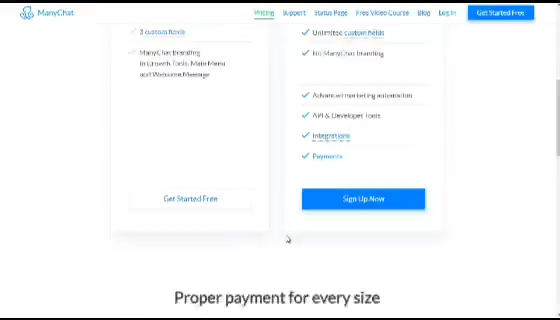 ManyChat
Pricing Support Status Page Free Video Course Blog Log In Get Started Free
3 custom fields
ManyChat Branding
in Growth Tools, Main Menu
and Welcome Message
Get Started Free
Unlimited custom fields
No ManyChat branding
Advanced marketing automation
API & Developer Tools
Integrations
Payments
Sign Up Now
Proper payment for every size